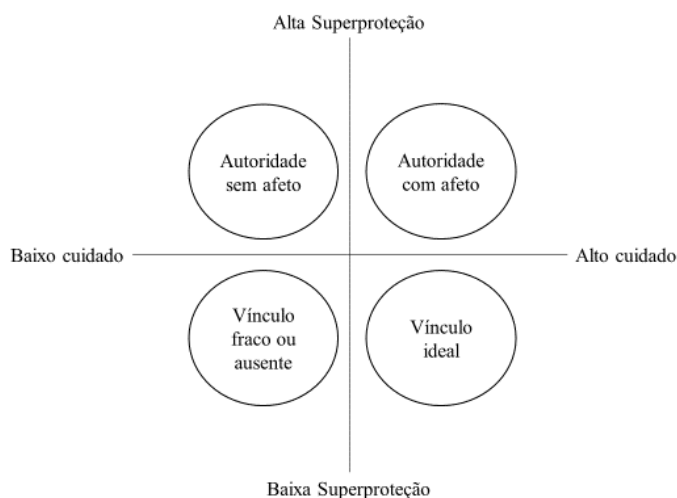 Alta Superproteção
Autoridade
sem afeto
Autoridade
com afeto
Baixo cuidado
Alto cuidado
Vínculo
fraco ou
ausente
Vínculo
ideal
Baixa Superproteção